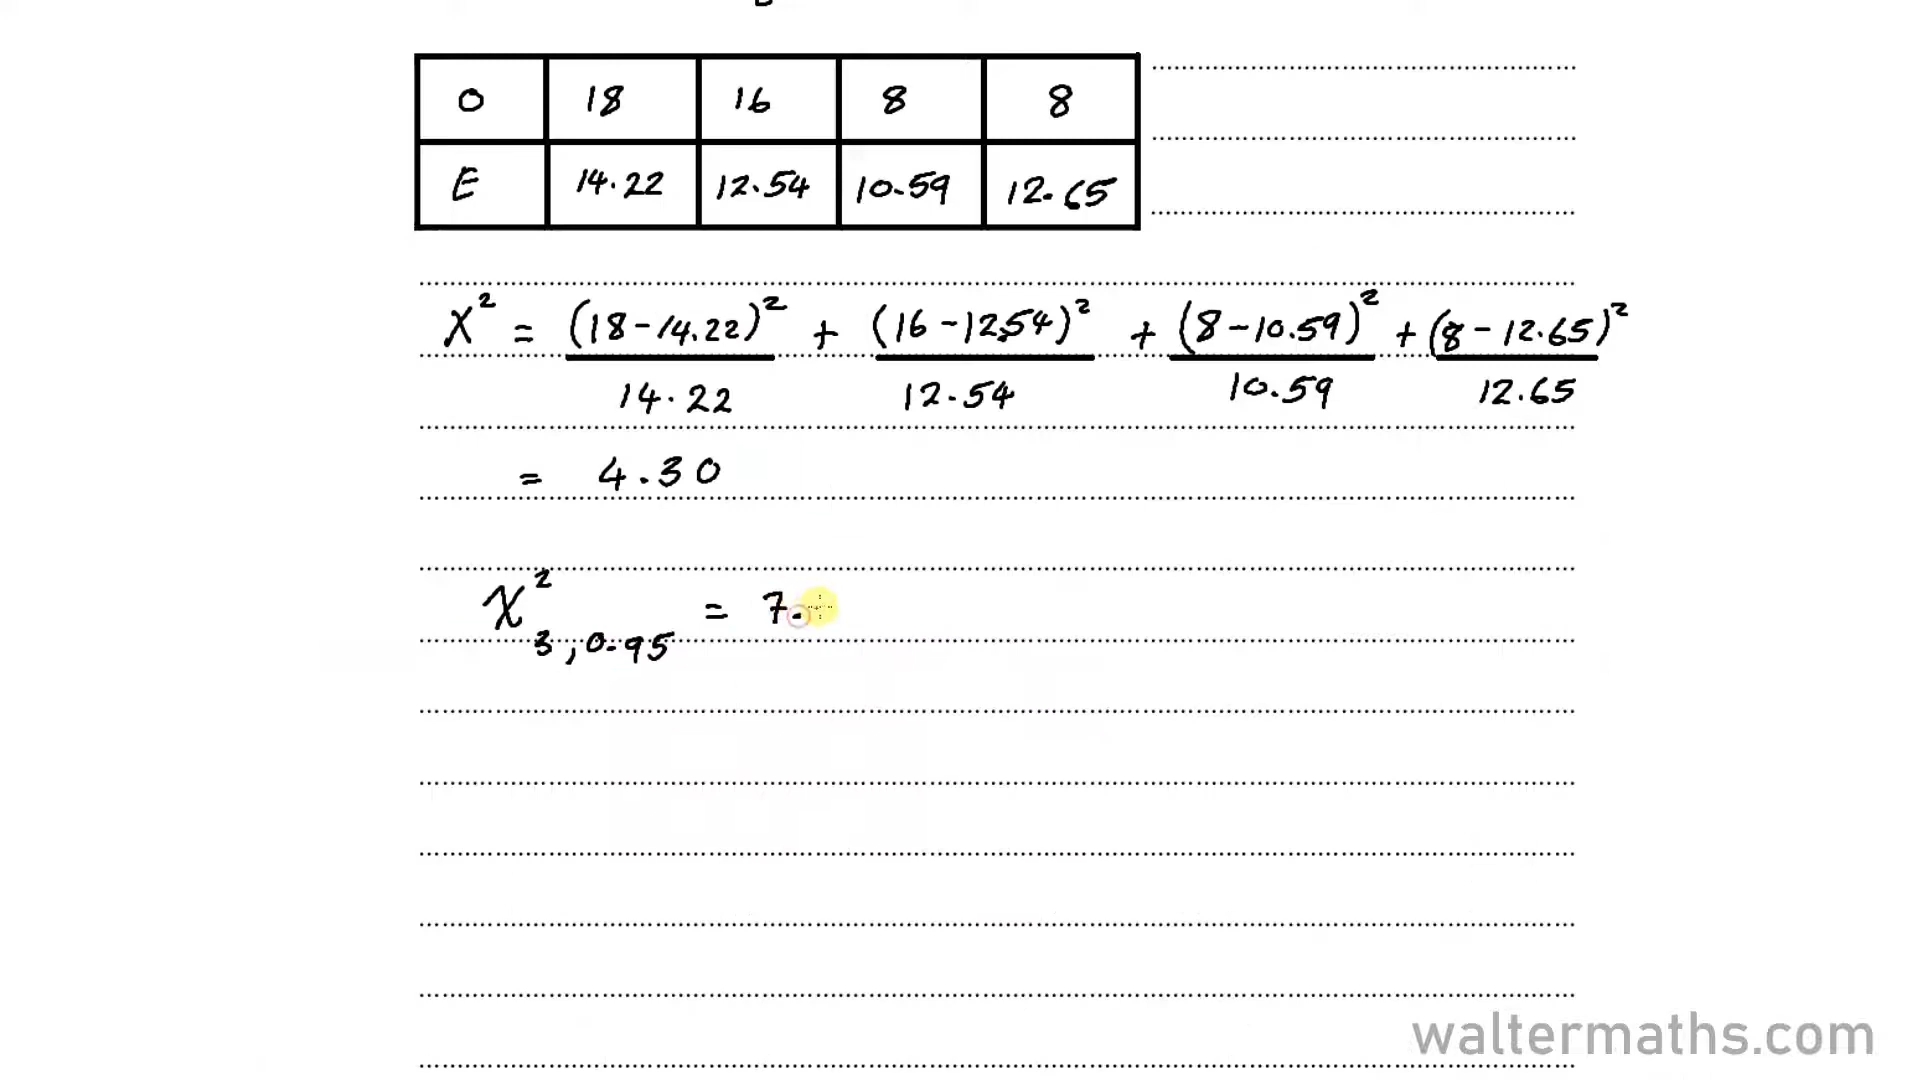 O 18 16 8 8
E 14.22 12.54 10.59 12.65
X² = (18-14.22)²/14.22 + (16-12.54)²/12.54 + (8-10.59)²/10.59 + (8-12.65)²/12.65
= 4.30
χ²3,0.95 = 7.
waltermaths.com